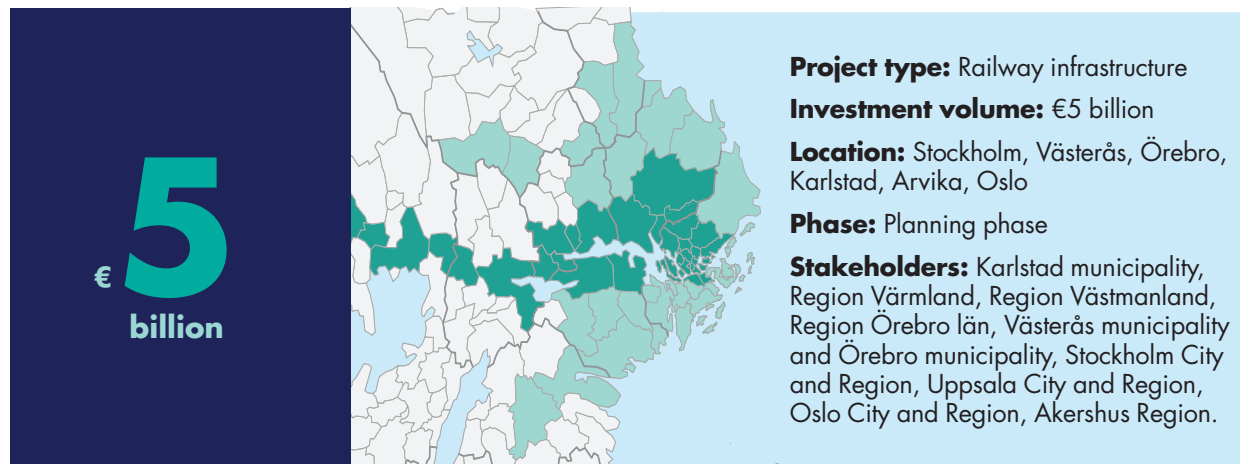 € 5
billion
Project type: Railway infrastructure
Investment volume: €5 billion
Location: Stockholm, Västerås, Örebro,
Karlstad, Arvika, Oslo
Phase: Planning phase
Stakeholders: Karlstad municipality,
Region Värmland, Region Västmanland,
Region Örebro län, Västerås municipality
and Örebro municipality, Stockholm City
and Region, Uppsala City and Region,
Oslo City and Region, Akershus Region.